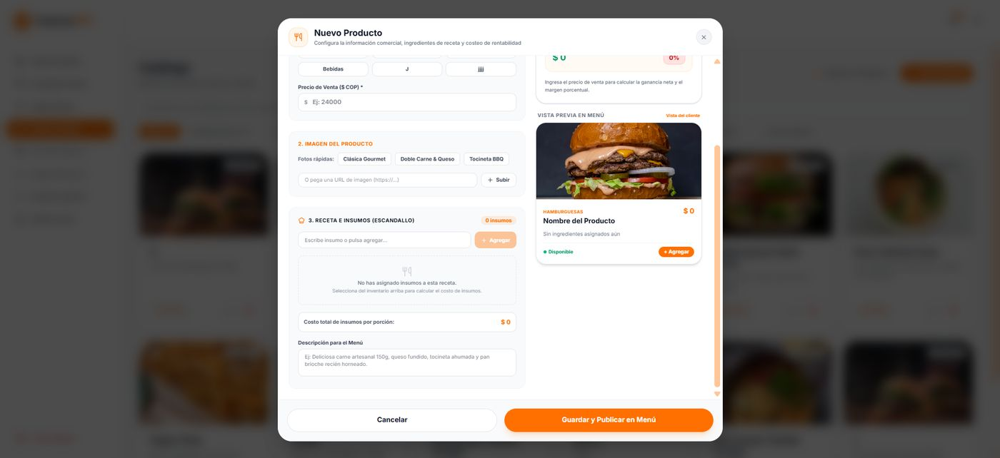 Nuevo Producto
Configura la información comercial, ingredientes de receta y costeo de rentabilidad
Bebidas
J
jjjj
Precio de Venta ($ COP) *
$ Ej: 24000
2. IMAGEN DEL PRODUCTO
Fotos rápidas:
Clásica Gourmet
Doble Carne & Queso
Tocineta BBQ
O pega una URL de imagen (https://...)
+ Subir
3. RECETA E INSUMOS (ESCANDALLO)
0 insumos
Escribe insumo o pulsa agregar...
+ Agregar
No has asignado insumos a esta receta.
Selecciona del inventario arriba para calcular el costo de insumos.
Costo total de insumos por porción:
$ 0
Descripción para el Menú
Ej: Deliciosa carne artesanal 150g, queso fundido, tocineta ahumada y pan
brioche recién horneado.
$ 0
0%
Ingresa el precio de venta para calcular la ganancia neta y el
margen porcentual.
VISTA PREVIA EN MENÚ
Vista del cliente
HAMBURGUESAS
$ 0
Nombre del Producto
Sin ingredientes asignados aún
Disponible
+ Agregar
Cancelar
Guardar y Publicar en Menú